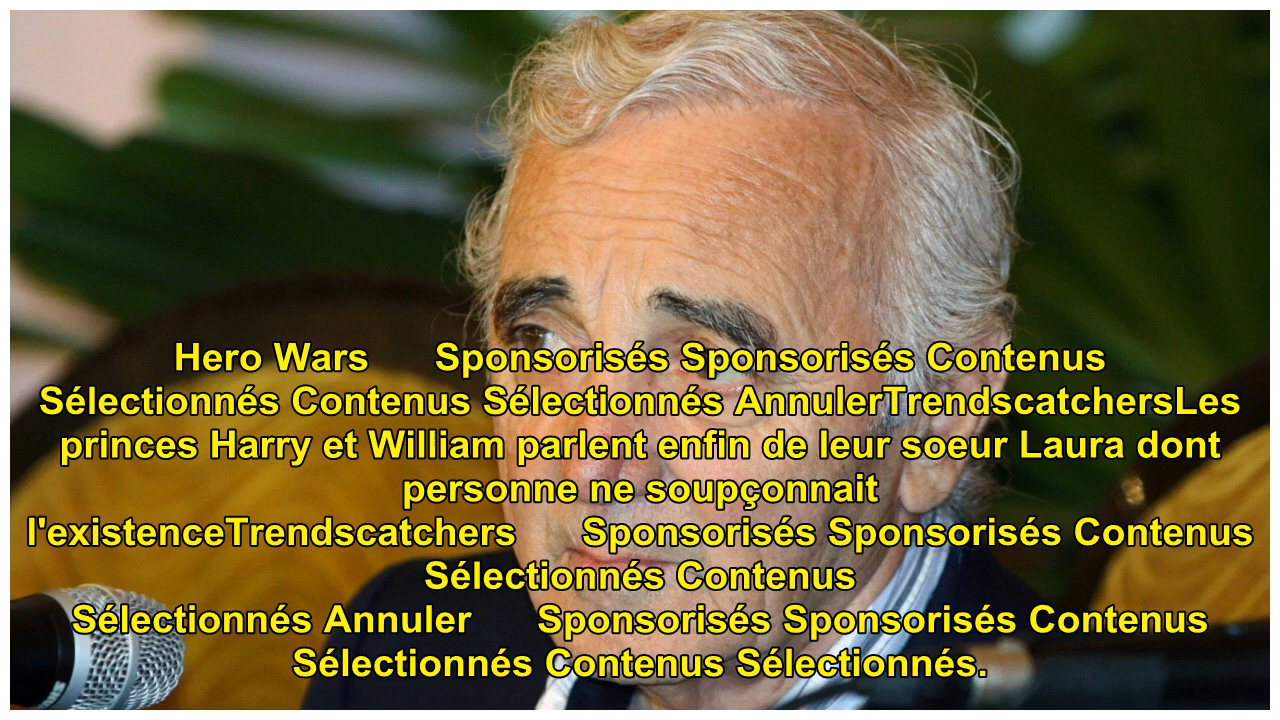 Hero Wars Sponsorisés Sponsorisés Contenus
Sélectionnés Contenus Sélectionnés AnnulerTrendscatchersLes
princes Harry et William parlent enfin de leur soeur Laura dont
personne ne soupçonnait
l'existenceTrendscatchers Sponsorisés Sponsorisés Contenus
Sélectionnés Contenus
Sélectionnés Annuler Sponsorisés Sponsorisés Contenus
Sélectionnés Contenus Sélectionnés.